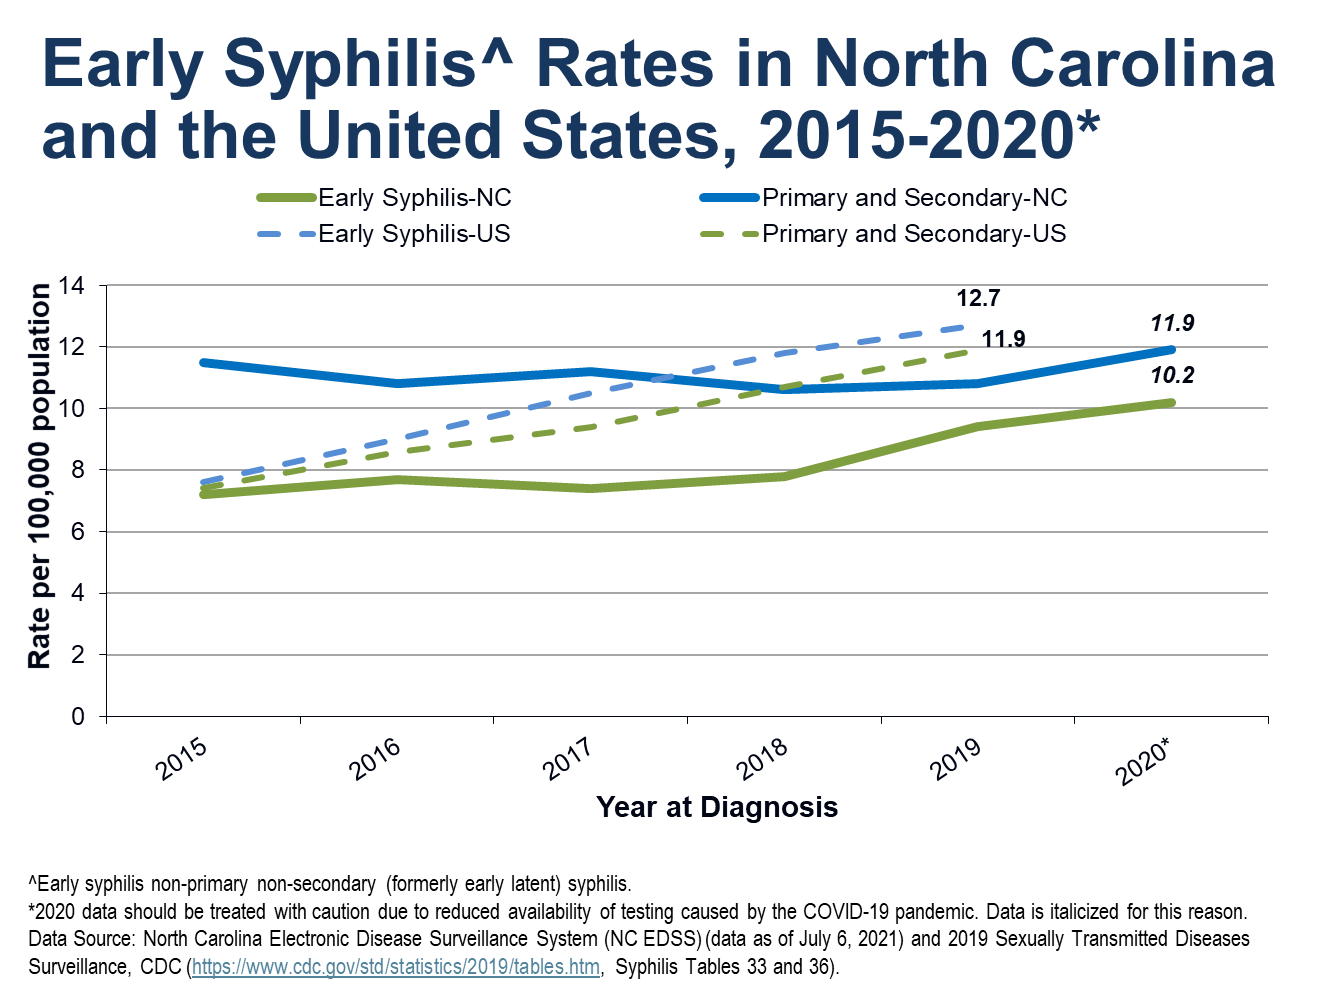 Early Syphilis^ Rates in North Carolina
and the United States, 2015-2020*
Early Syphilis-NC
Primary and Secondary-NC
Early Syphilis-US
Primary and Secondary-US
Rate per 100,000 population
14
12
10
8
6
4
2
0
12.7
11.9
11.9
10.2
2015
2016
2017
2018
2019
2020*
Year at Diagnosis
^Early syphilis non-primary non-secondary (formerly early latent) syphilis.
*2020 data should be treated with caution due to reduced availability of testing caused by the COVID-19 pandemic. Data is italicized for this reason.
Data Source: North Carolina Electronic Disease Surveillance System (NC EDSS) (data as of July 6, 2021) and 2019 Sexually Transmitted Diseases
Surveillance, CDC (https://www.cdc.gov/std/statistics/2019/tables.htm, Syphilis Tables 33 and 36).